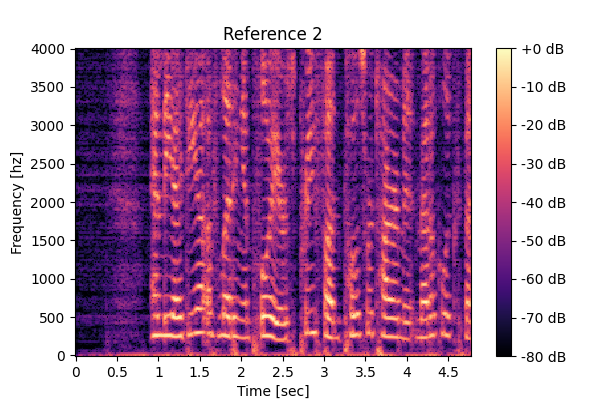 Reference 2
4000
3500
3000
2500
2000
1500
1000
500
0
Frequency [hz]
0 0.5 1 1.5 2 2.5 3 3.5 4 4.5
Time [sec]
+0 dB
-10 dB
-20 dB
-30 dB
-40 dB
-50 dB
-60 dB
-70 dB
-80 dB